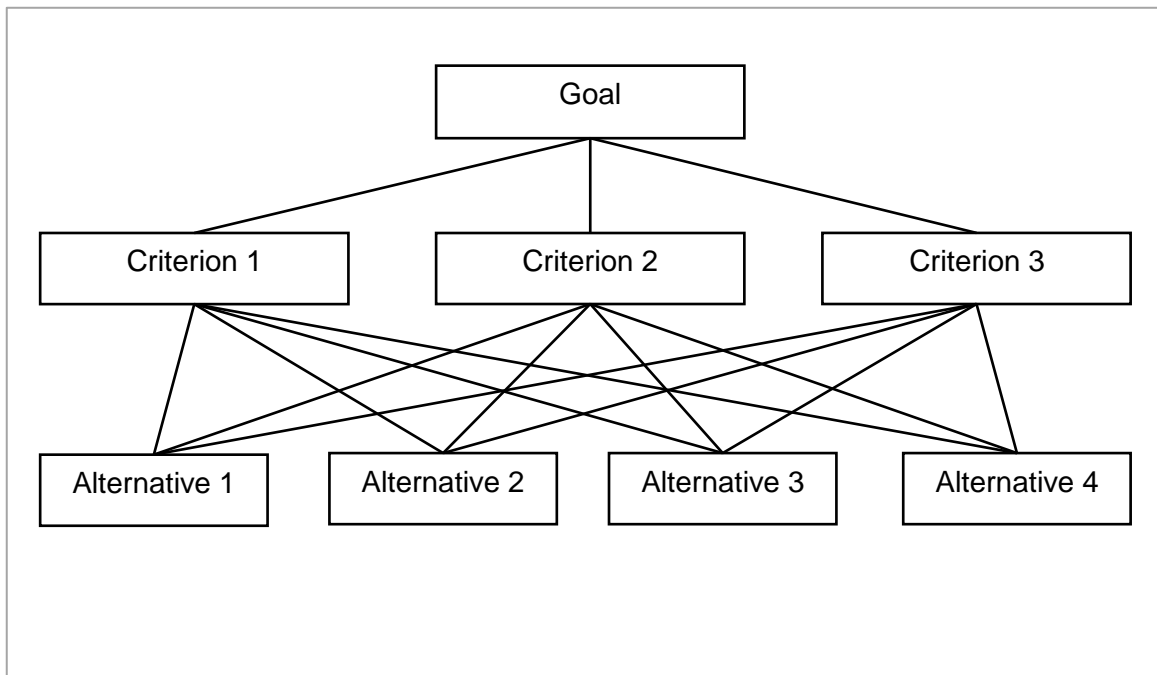 Goal
Criterion 1
Criterion 2
Criterion 3
Alternative 1
Alternative 2
Alternative 3
Alternative 4